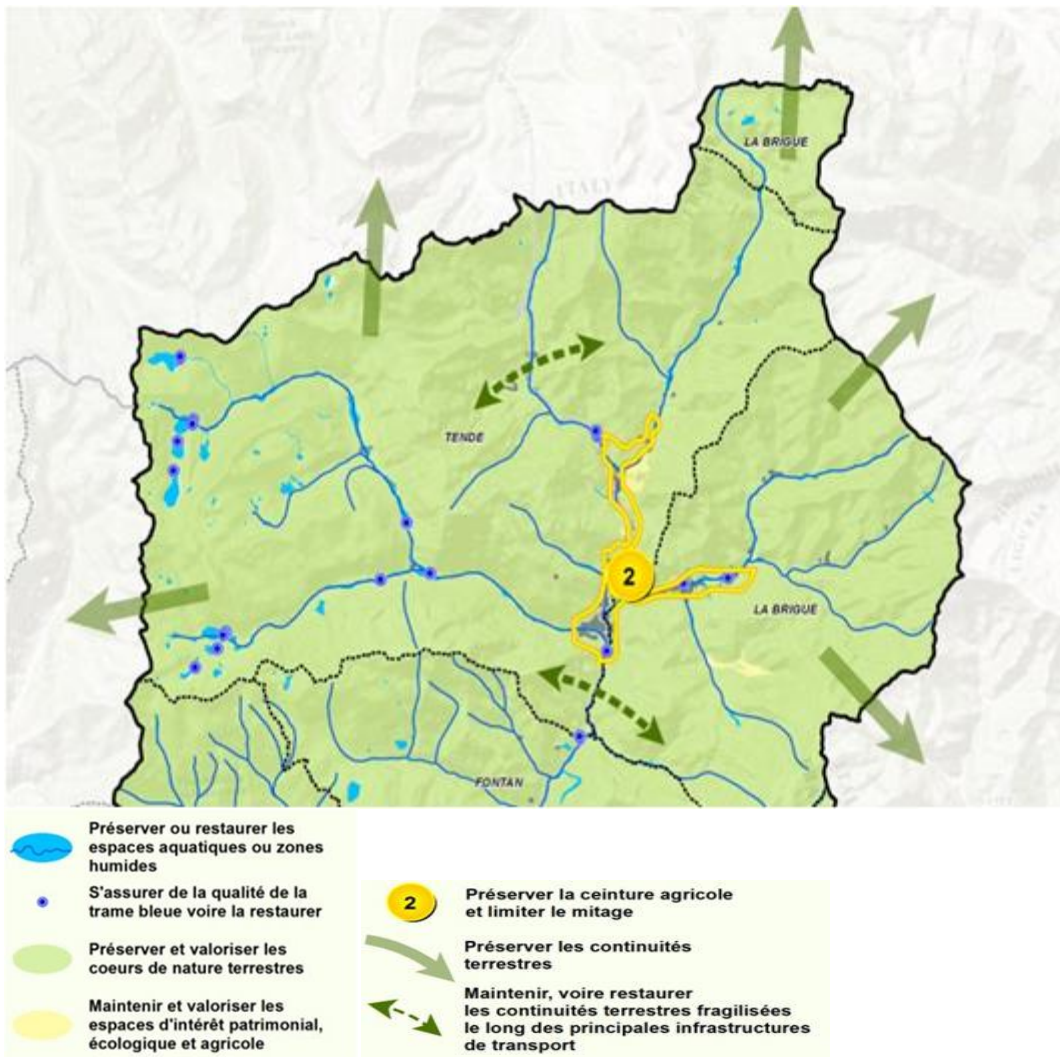 LA BRIGUE
ITALY
TENDE
2
LA BRIGUE
FONTAN
Préserver ou restaurer les
espaces aquatiques ou zones
humides
S'assurer de la qualité de la
trame bleue voire la restaurer
Préserver et valoriser les
coeurs de nature terrestres
Maintenir et valoriser les
espaces d'intérêt patrimonial,
écologique et agricole
2
Préserver la ceinture agricole
et limiter le mitage
Préserver les continuités
terrestres
Maintenir, voire restaurer
les continuités terrestres fragilisées
le long des principales infrastructures
de transport